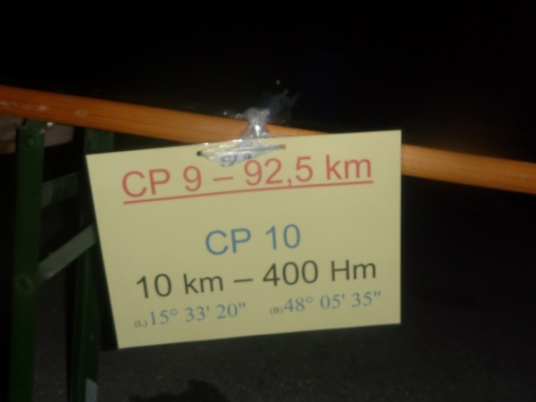 CP 9 – 92,5 km
CP 10
10 km – 400 Hm
(L) 15° 33' 20" (B) 48° 05' 35"